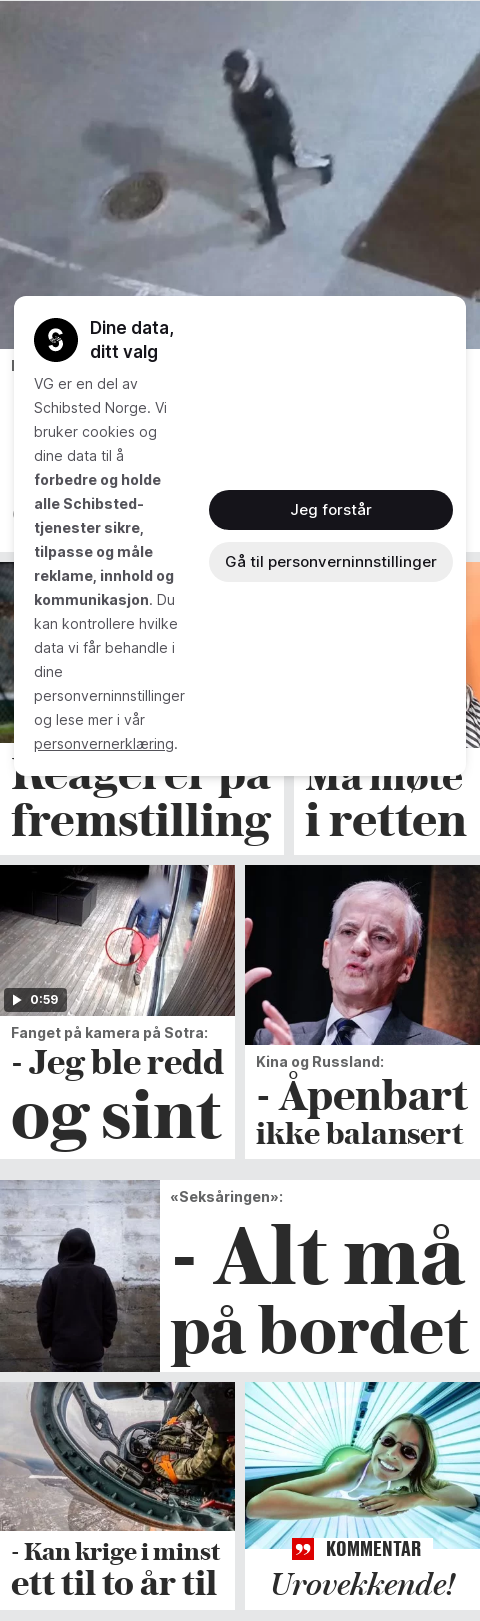 Dine data,
ditt valg
VG er en del av
Schibsted Norge. Vi
bruker cookies og
dine data til å
forbedre og holde
alle Schibsted-
tjenester sikre,
tilpasse og måle
reklame, innhold og
kommunikasjon. Du
kan kontrollere hvilke
data vi får behandle i
dine
personverninnstillinger
og lese mer i vår
personvernerklæring.
Jeg forstår
Gå til personverninnstillinger
Reagerer på
fremstilling
Må møte
i retten
0:59
Fanget på kamera på Sotra:
- Jeg ble redd
og sint
Kina og Russland:
- Åpenbart
ikke balansert
«Seksåringen»:
- Alt må
på bordet
- Kan krige i minst
ett til to år til
KOMMENTAR
Urovekkende!